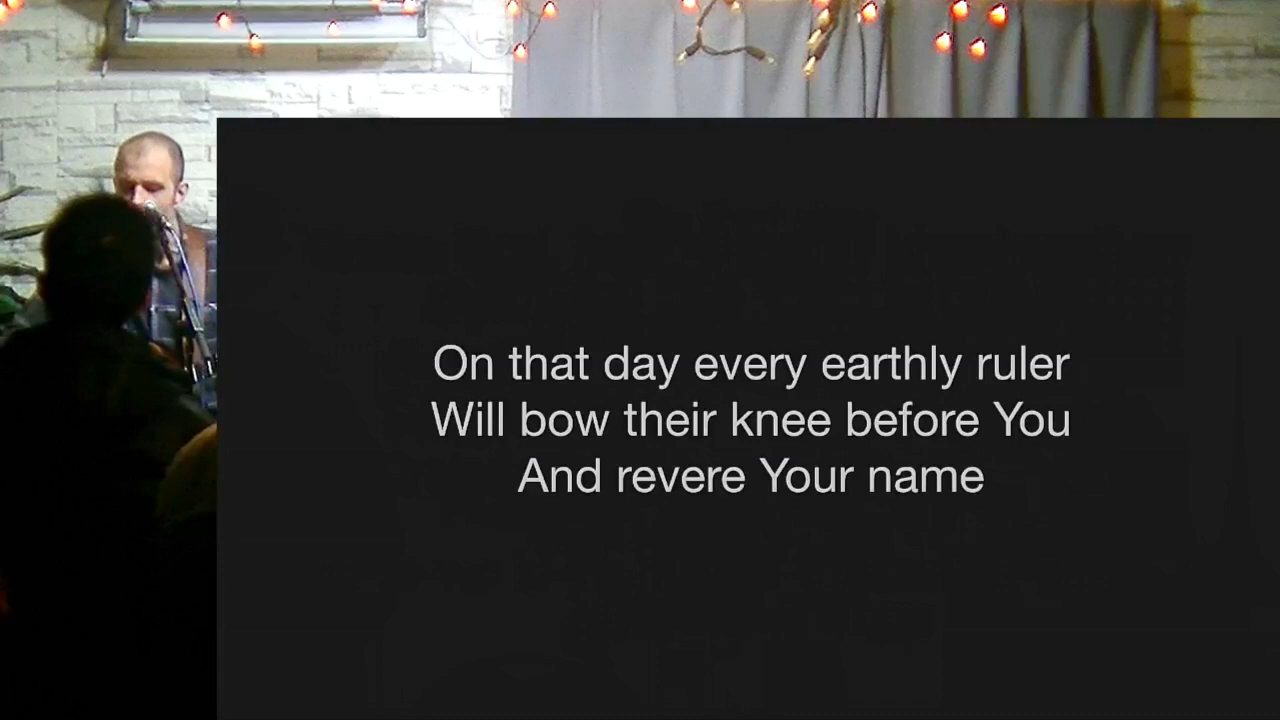 On that day every earthly ruler
Will bow their knee before You
And revere Your name